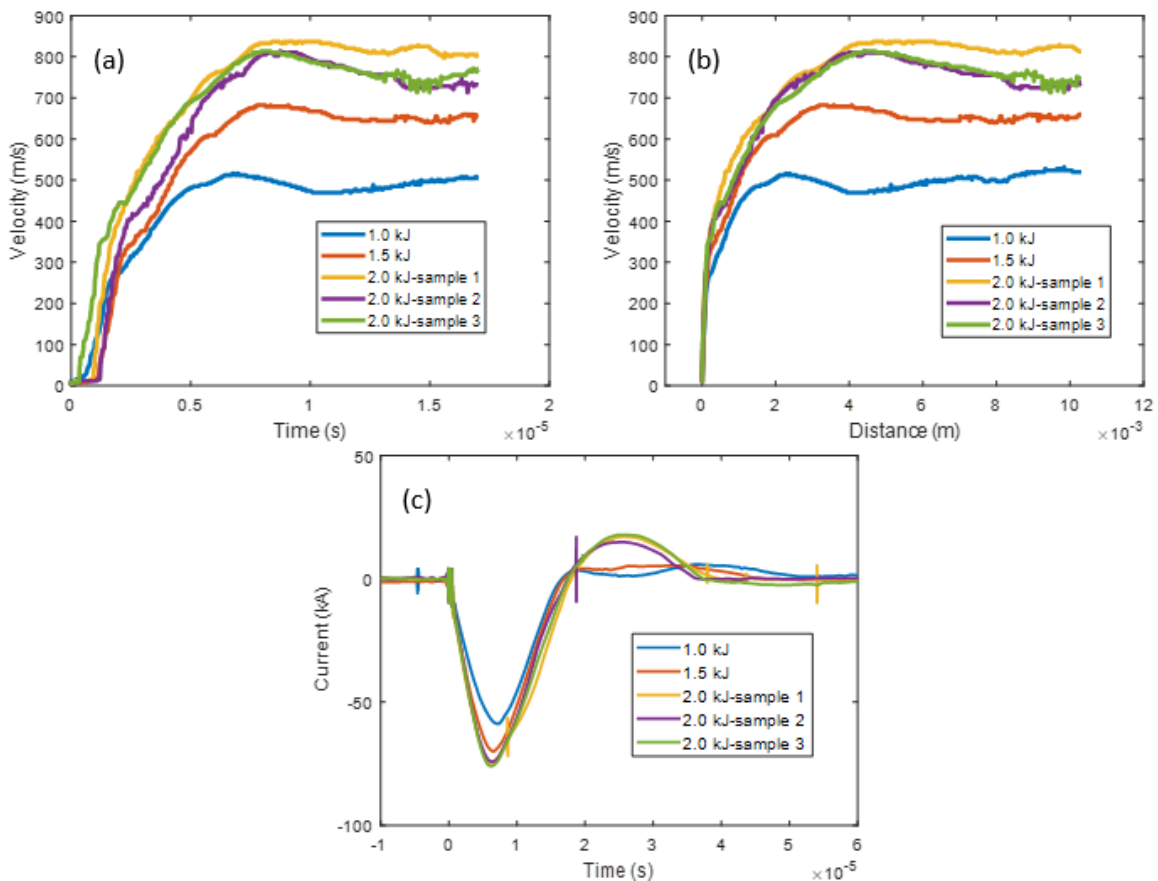 (a)
Velocity (m/s)
900
800
700
600
500
400
300
200
100
0
0
0.5
1
1.5
2
Time (s)
×10⁻⁵
1.0 kJ
1.5 kJ
2.0 kJ-sample 1
2.0 kJ-sample 2
2.0 kJ-sample 3
(b)
Velocity (m/s)
900
800
700
600
500
400
300
200
100
0
-2
0
2
4
6
8
10
12
Distance (m)
×10⁻³
1.0 kJ
1.5 kJ
2.0 kJ-sample 1
2.0 kJ-sample 2
2.0 kJ-sample 3
(c)
Current (kA)
50
0
-50
-100
-1
0
1
2
3
4
5
6
Time (s)
×10⁻⁵
1.0 kJ
1.5 kJ
2.0 kJ-sample 1
2.0 kJ-sample 2
2.0 kJ-sample 3